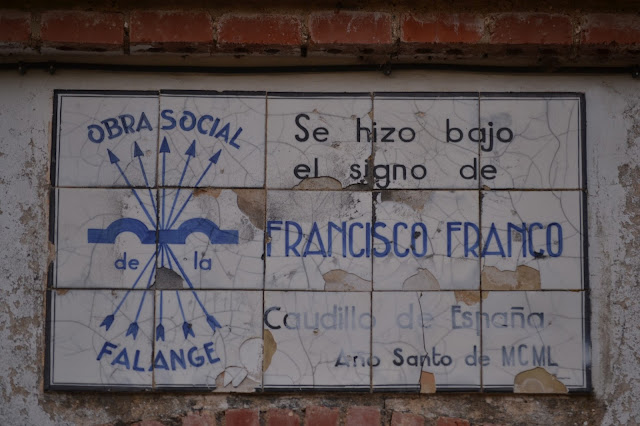 OBRA SOCIAL
de la
FALANGE
Se hizo bajo
el signo de
FRANCISCO FRANCO
Caudillo de España.
Año Santo de MCML